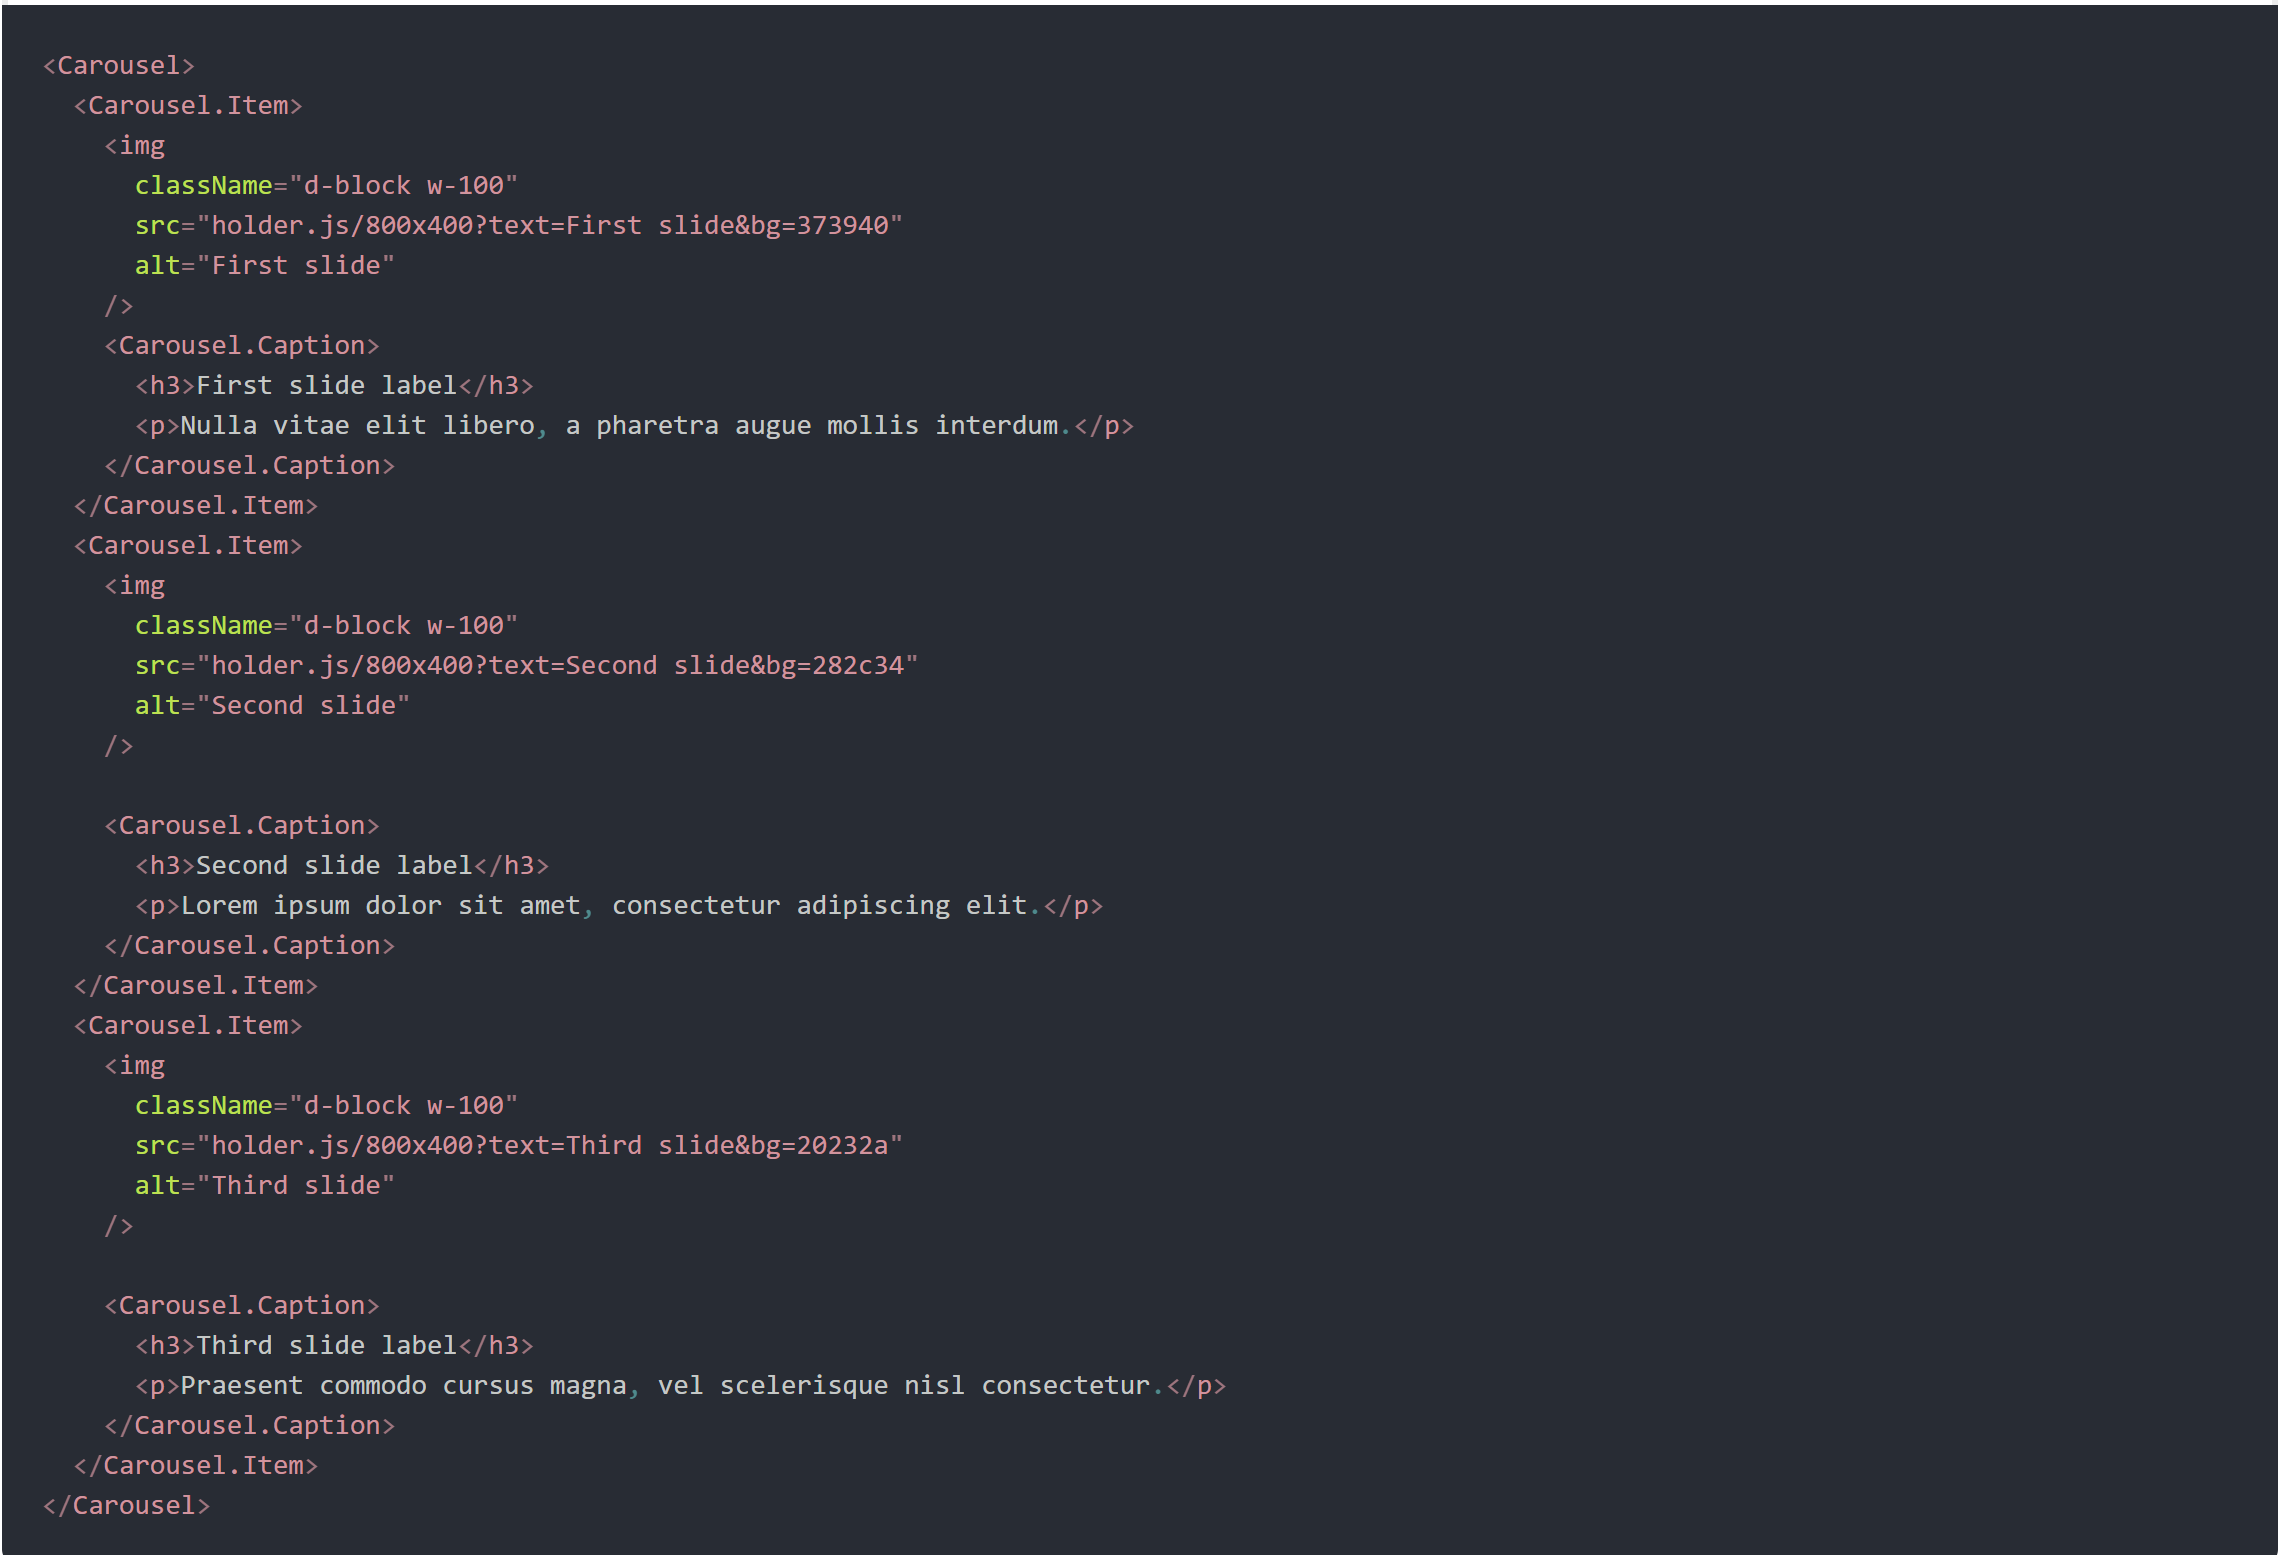 <Carousel>
  <Carousel.Item>
    <img
      className="d-block w-100"
      src="holder.js/800x400?text=First slide&bg=373940"
      alt="First slide"
    />
    <Carousel.Caption>
      <h3>First slide label</h3>
      <p>Nulla vitae elit libero, a pharetra augue mollis interdum.</p>
    </Carousel.Caption>
  </Carousel.Item>
  <Carousel.Item>
    <img
      className="d-block w-100"
      src="holder.js/800x400?text=Second slide&bg=282c34"
      alt="Second slide"
    />

    <Carousel.Caption>
      <h3>Second slide label</h3>
      <p>Lorem ipsum dolor sit amet, consectetur adipiscing elit.</p>
    </Carousel.Caption>
  </Carousel.Item>
  <Carousel.Item>
    <img
      className="d-block w-100"
      src="holder.js/800x400?text=Third slide&bg=20232a"
      alt="Third slide"
    />

    <Carousel.Caption>
      <h3>Third slide label</h3>
      <p>Praesent commodo cursus magna, vel scelerisque nisl consectetur.</p>
    </Carousel.Caption>
  </Carousel.Item>
</Carousel>